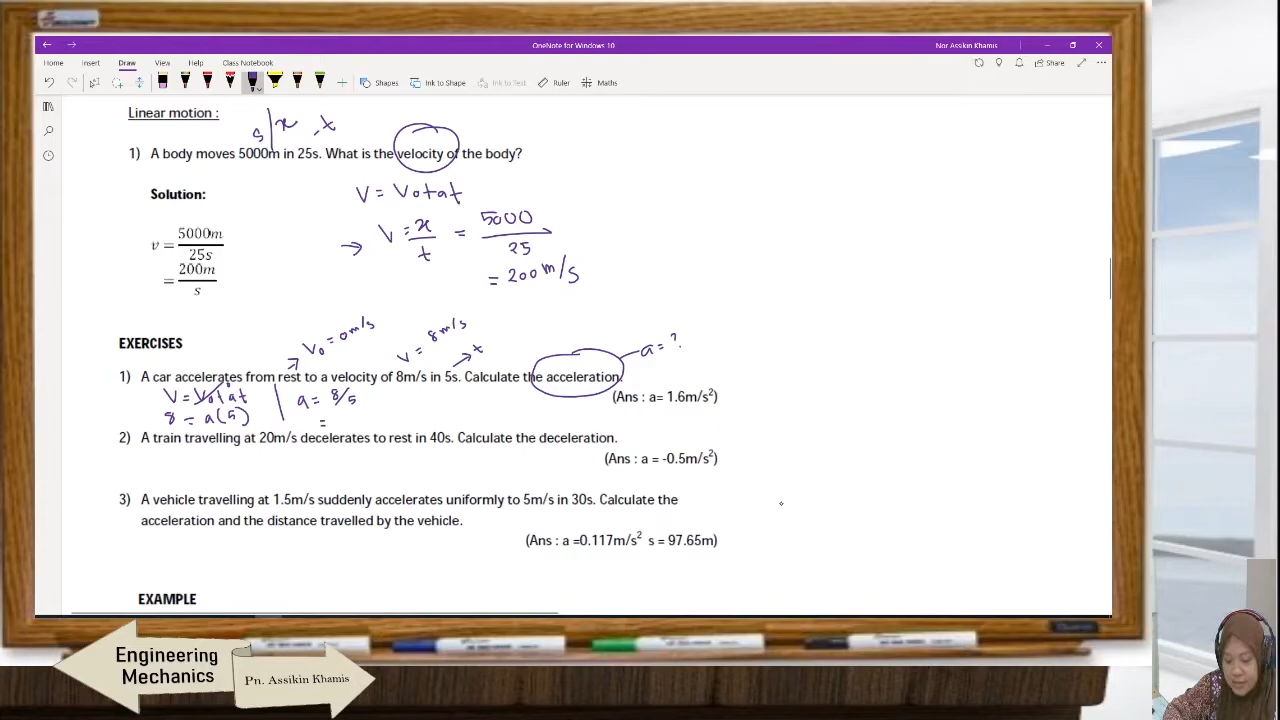 OneNote for Windows 10
Nor Assikin Khamis
Home Insert Draw View Help Class Notebook
Share
Shapes Ink to Shape Ink to Text Ruler Maths
Linear motion :
s / x , t
1) A body moves 5000m in 25s. What is the velocity of the body?
Solution:
v = 5000m / 25s
= 200m / s
V = Vo + at
→ V = x / t = 5000 / 25
= 200 m/s
EXERCISES
Vo = 0 m/s
V = 8 m/s
t
a = ?
1) A car accelerates from rest to a velocity of 8m/s in 5s. Calculate the acceleration.
(Ans : a= 1.6m/s²)
V = Vo + at
8 = a(5)
a = 8/5
=
2) A train travelling at 20m/s decelerates to rest in 40s. Calculate the deceleration.
(Ans : a = -0.5m/s²)
3) A vehicle travelling at 1.5m/s suddenly accelerates uniformly to 5m/s in 30s. Calculate the
acceleration and the distance travelled by the vehicle.
(Ans : a =0.117m/s² s = 97.65m)
EXAMPLE
Engineering
Mechanics
Pn. Assikin Khamis